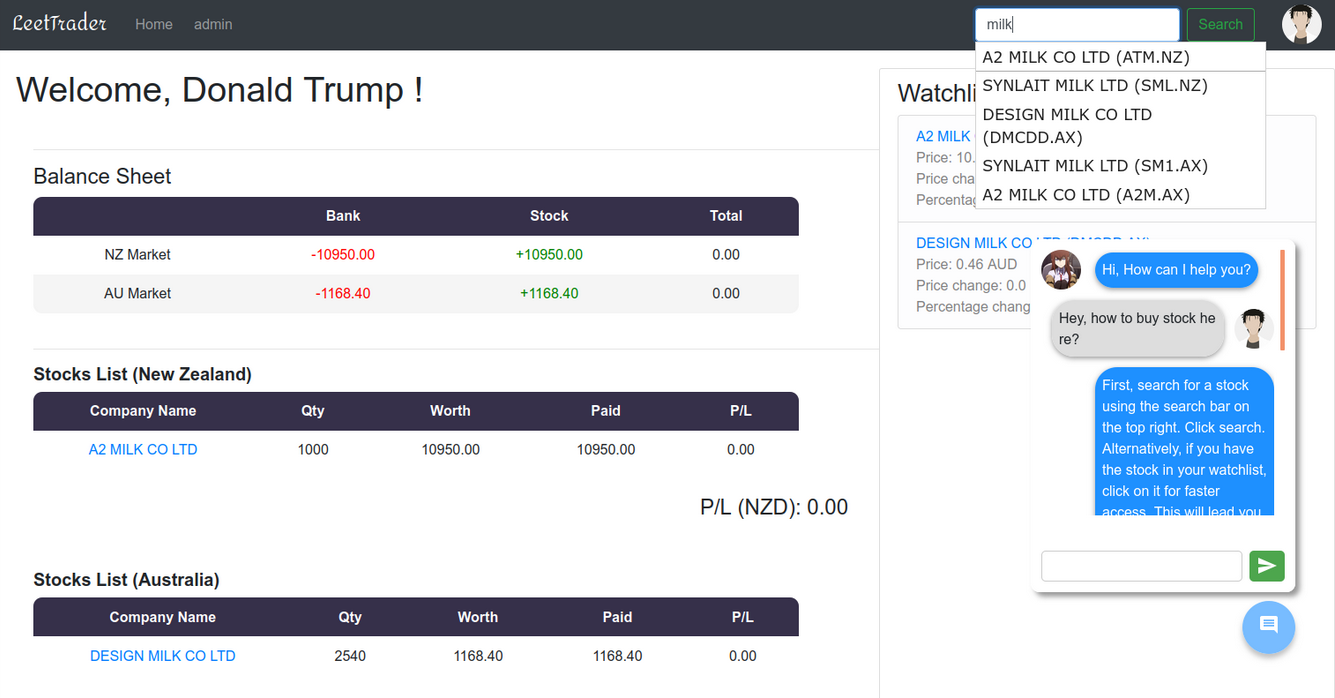 LeetTrader Home admin milk Search
A2 MILK CO LTD (ATM.NZ)
SYNLAIT MILK LTD (SML.NZ)
DESIGN MILK CO LTD
(DMCDD.AX)
SYNLAIT MILK LTD (SM1.AX)
A2 MILK CO LTD (A2M.AX)
Welcome, Donald Trump !
Balance Sheet
Bank Stock Total
NZ Market -10950.00 +10950.00 0.00
AU Market -1168.40 +1168.40 0.00
Stocks List (New Zealand)
Company Name Qty Worth Paid P/L
A2 MILK CO LTD 1000 10950.00 10950.00 0.00
P/L (NZD): 0.00
Stocks List (Australia)
Company Name Qty Worth Paid P/L
DESIGN MILK CO LTD 2540 1168.40 1168.40 0.00
Watchli
A2 MILK
Price: 10.
Price cha
Percentag
DESIGN MILK CO LTD (DMCDD.AX)
Price: 0.46 AUD
Price change: 0.0
Percentage chang
Hi, How can I help you?
Hey, how to buy stock he
re?
First, search for a stock
using the search bar on
the top right. Click search.
Alternatively, if you have
the stock in your watchlist,
click on it for faster
access. This will lead you